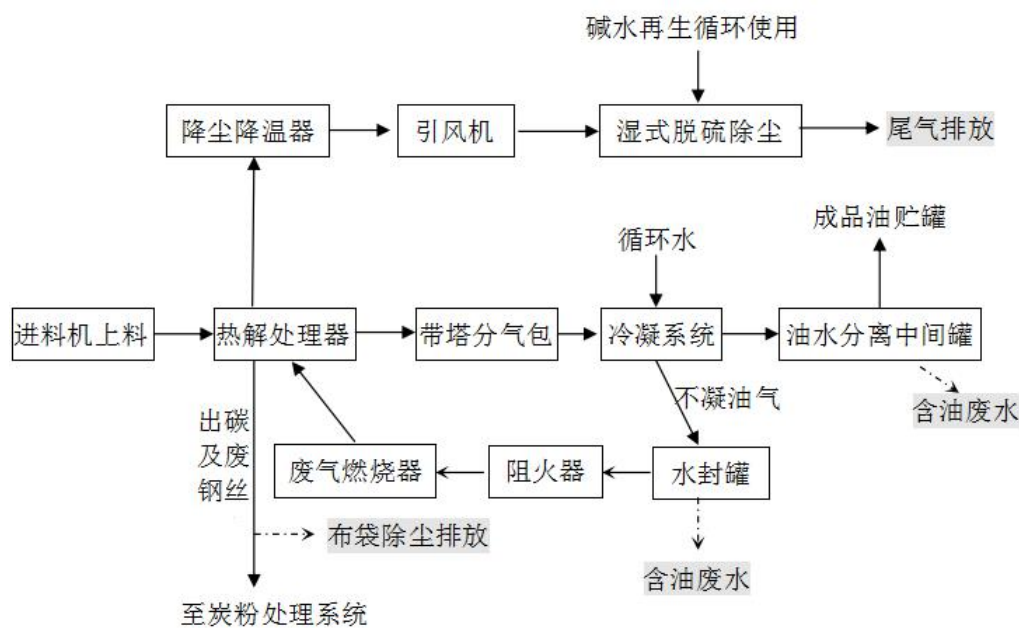 碱水再生循环使用
降尘降温器
引风机
湿式脱硫除尘
尾气排放
成品油贮罐
循环水
进料机上料
热解处理器
带塔分气包
冷凝系统
油水分离中间罐
不凝油气
含油废水
出碳
及废
钢丝
废气燃烧器
阻火器
水封罐
布袋除尘排放
含油废水
至炭粉处理系统